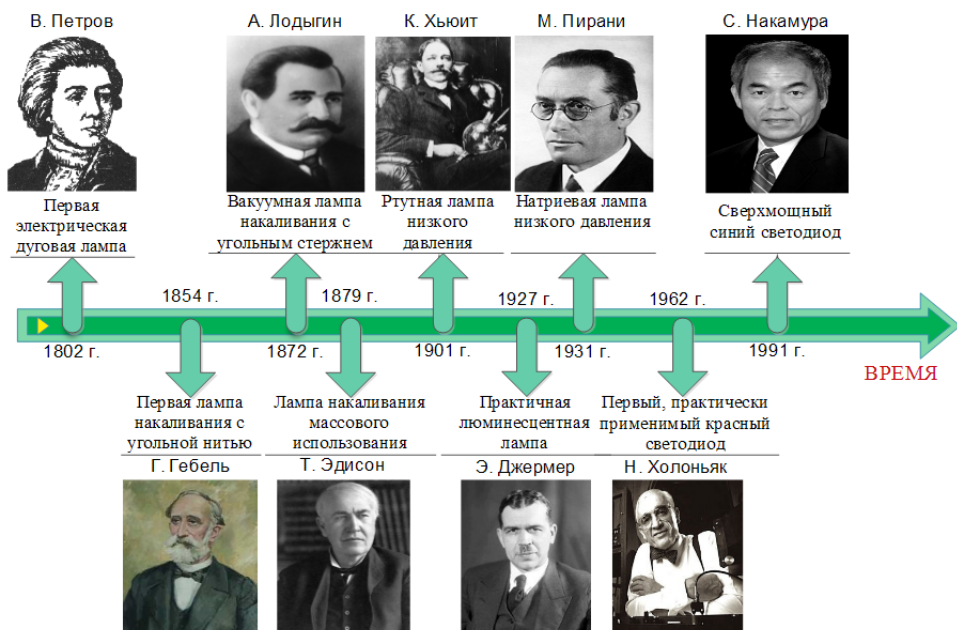 В. Петров
А. Лодыгин
К. Хьюит
М. Пирани
С. Накамура
Первая
электрическая
дуговая лампа
Вакуумная лампа
накаливания с
угольным стержнем
Ртутная лампа
низкого
давления
Натриевая лампа
низкого давления
Сверхмощный
синий светодиод
1854 г.
1879 г.
1927 г.
1962 г.
1802 г.
1872 г.
1901 г.
1931 г.
1991 г.
ВРЕМЯ
Первая лампа
накаливания с
угольной нитью
Г. Гебель
Лампа накаливания
массового
использования
Т. Эдисон
Практичная
люминесцентная
лампа
Э. Джермер
Первый, практически
применимый красный
светодиод
Н. Холоньяк